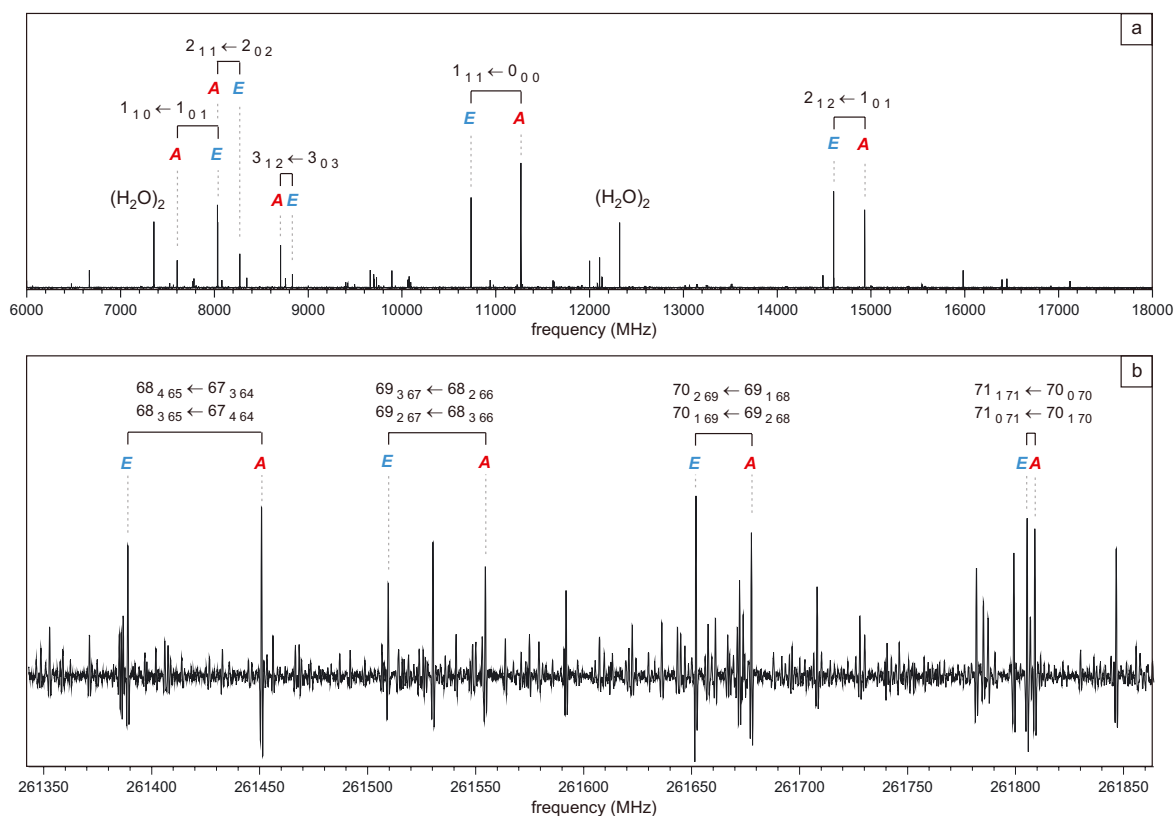 a
2 1 1 ← 2 0 2
A E
1 1 0 ← 1 0 1
A E
3 1 2 ← 3 0 3
A E
1 1 1 ← 0 0 0
E A
2 1 2 ← 1 0 1
E A
(H₂O)₂
(H₂O)₂
6000 7000 8000 9000 10000 11000 12000 13000 14000 15000 16000 17000 18000
frequency (MHz)
b
68 4 65 ← 67 3 64
68 3 65 ← 67 4 64
E A
69 3 67 ← 68 2 66
69 2 67 ← 68 3 66
E A
70 2 69 ← 69 1 68
70 1 69 ← 69 2 68
E A
71 1 71 ← 70 0 70
71 0 71 ← 70 1 70
E A
261350 261400 261450 261500 261550 261600 261650 261700 261750 261800 261850
frequency (MHz)